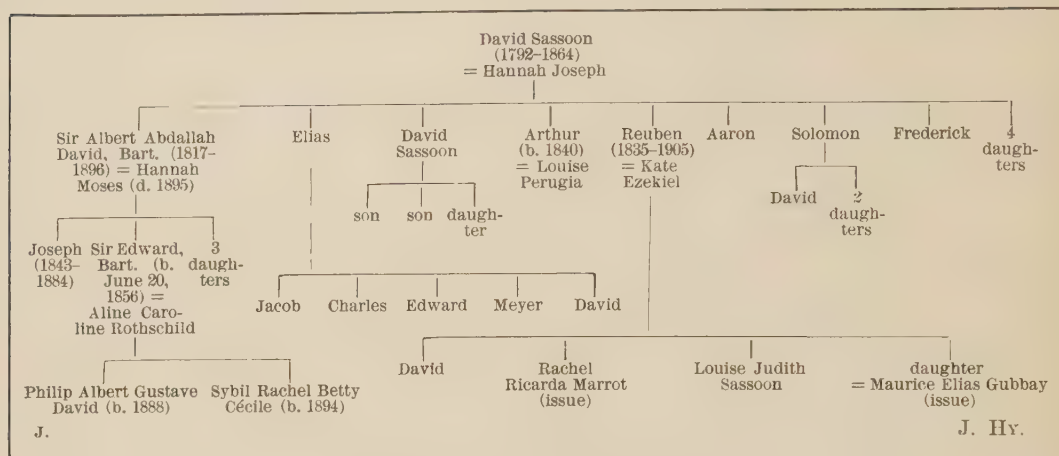 David Sassoon
(1792–1864)
= Hannah Joseph
Sir Albert Abdallah
David, Bart. (1817–
1896) = Hannah
Moses (d. 1895)
Elias
David
Sassoon
Arthur
(b. 1840)
= Louise
Perugia
Reuben
(1835–1905)
= Kate
Ezekiel
Aaron
Solomon
Frederick
4
daugh-
ters
son
son
daugh-
ter
David
2
daugh-
ters
Joseph
(1843–
1884)
Sir Edward,
Bart. (b.
June 20,
1856) =
Aline Caro-
line Rothschild
3
daugh-
ters
Jacob
Charles
Edward
Meyer
David
David
Rachel
Ricarda Marrot
(issue)
Louise Judith
Sassoon
daughter
= Maurice Elias Gubbay
(issue)
Philip Albert Gustave
David (b. 1888)
Sybil Rachel Betty
Cécile (b. 1894)
J.
J. Hy.